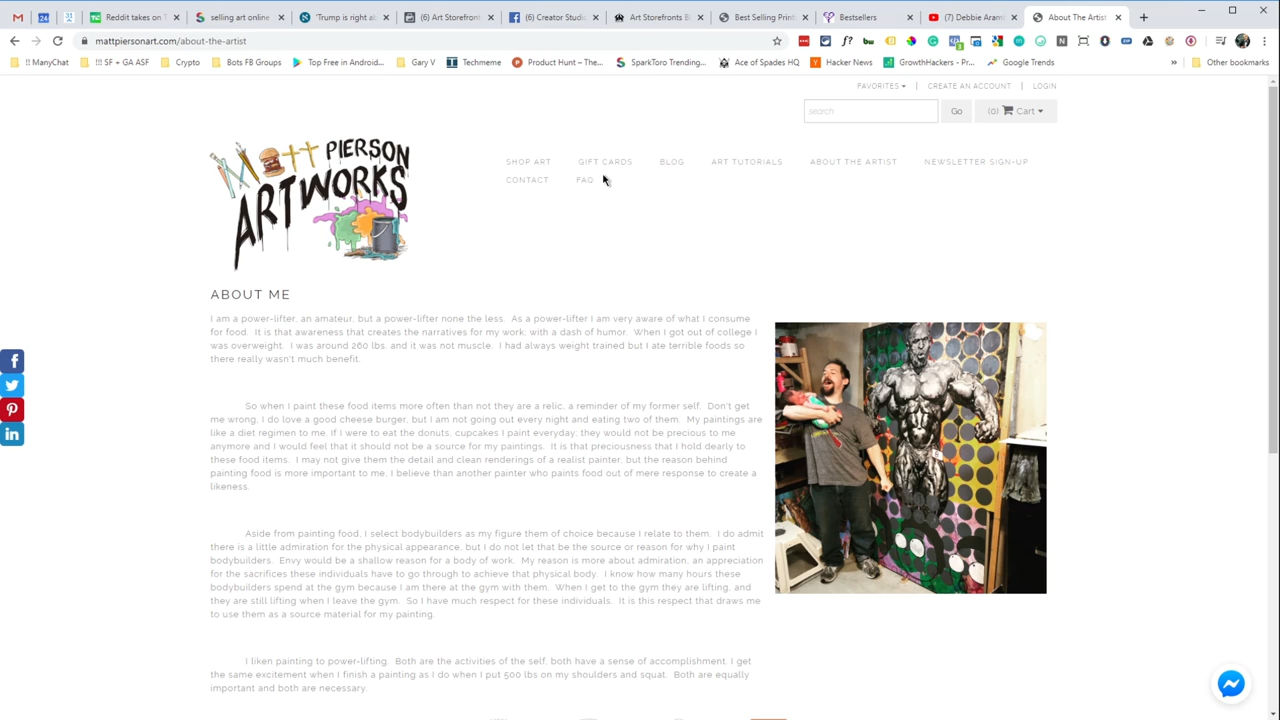 Reddit takes on T
selling art online
'Trump is right ab
(6) Art Storefront
(6) Creator Studio
Art Storefronts B
Best Selling Print
Bestsellers
(7) Debbie Aram
About The Artist
mattpiersonart.com/about-the-artist
!! ManyChat
!!! SF + GA ASF
Crypto
Bots FB Groups
Top Free in Android...
Gary V
Techmeme
Product Hunt – The...
SparkToro Trending...
Ace of Spades HQ
Hacker News
GrowthHackers - Pr...
Google Trends
»
Other bookmarks
FAVORITES | CREATE AN ACCOUNT | LOGIN
search Go (0) Cart
Matt PIERSON
ARTWORKS
SHOP ART GIFT CARDS BLOG ART TUTORIALS ABOUT THE ARTIST NEWSLETTER SIGN-UP
CONTACT FAQ
ABOUT ME
I am a power-lifter, an amateur, but a power-lifter none the less. As a power-lifter I am very aware of what I consume
for food. It is that awareness that creates the narratives for my work, with a dash of humor. When I got out of college I
was overweight. I was around 260 lbs. and it was not muscle. I had always weight trained but I ate terrible foods so
there really wasn't much benefit.
So when I paint these food items more often than not they are a relic, a reminder of my former self. Don't get
me wrong, I do love a good cheese burger, but I am not going out every night and eating two of them. My paintings are
like a diet regimen to me. If I were to eat the donuts, cupcakes I paint everyday; they would not be precious to me
anymore and I would feel that it should not be a source for my paintings. It is that preciousness that I hold dearly to
these food items. I may not give them the detail and clean renderings of a realist painter, but the reason behind
painting food is more important to me, I believe than another painter who paints food out of mere response to create a
likeness.
Aside from painting food, I select bodybuilders as my figure them of choice because I relate to them. I do admit
there is a little admiration for the physical appearance, but I do not let that be the source or reason for why I paint
bodybuilders. Envy would be a shallow reason for a body of work. My reason is more about admiration, an appreciation
for the sacrifices these individuals have to go through to achieve that physical body. I know how many hours these
bodybuilders spend at the gym because I am there at the gym with them. When I get to the gym they are lifting, and
they are still lifting when I leave the gym. So I have much respect for these individuals. It is this respect that draws me
to use them as a source material for my painting.
I liken painting to power-lifting. Both are the activities of the self, both have a sense of accomplishment. I get
the same excitement when I finish a painting as I do when I put 500 lbs on my shoulders and squat. Both are equally
important and both are necessary.